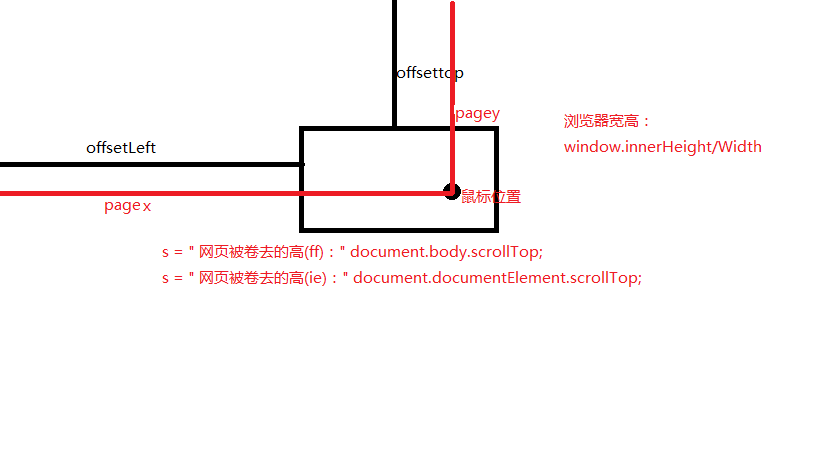 offsettop
pagey
浏览器宽高：
offsetLeft
window.innerHeight/Width
pagex
鼠标位置
s = " 网页被卷去的高(ff)：" document.body.scrollTop;
s = " 网页被卷去的高(ie)：" document.documentElement.scrollTop;